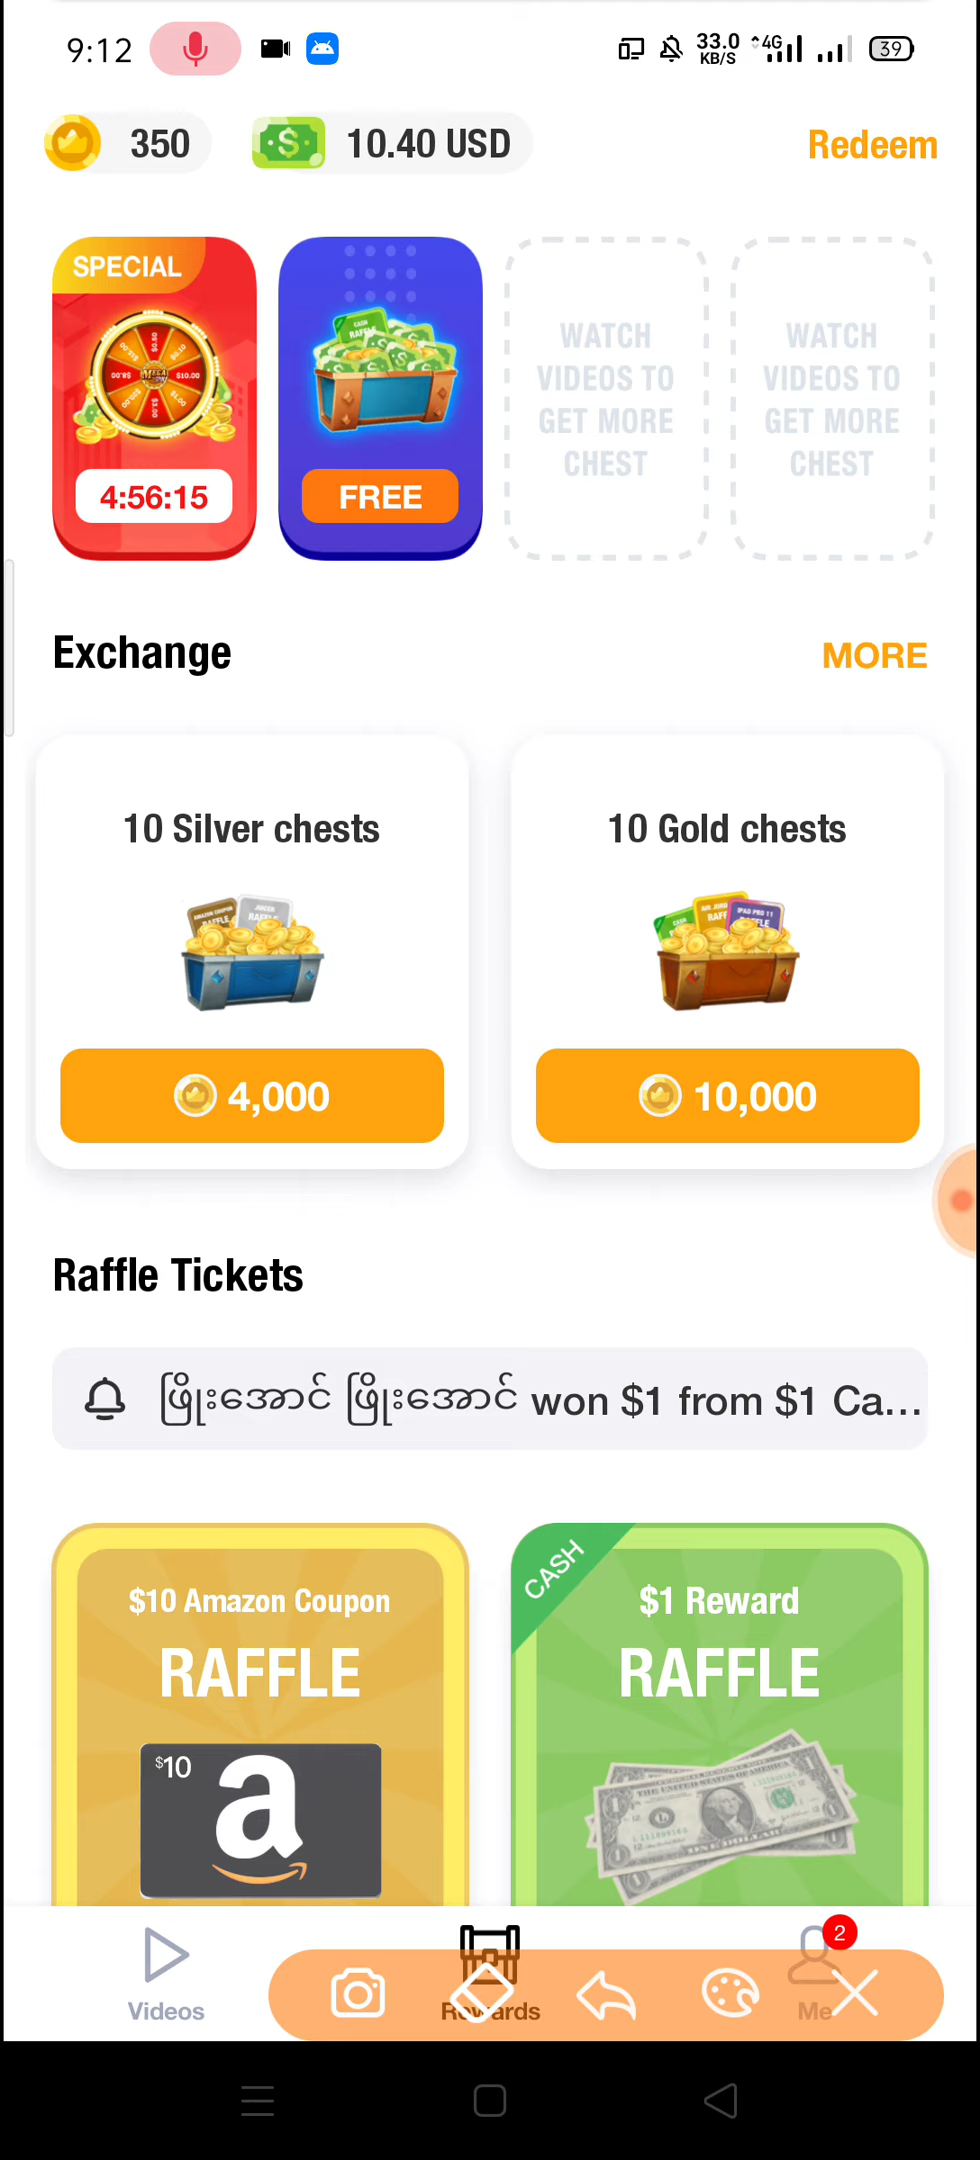 9:12
33.0
KB/S
4G
39
350
10.40 USD
Redeem
SPECIAL
4:56:15
CASH
RAFFLE
FREE
WATCH
VIDEOS TO
GET MORE
CHEST
WATCH
VIDEOS TO
GET MORE
CHEST
Exchange
MORE
10 Silver chests
10 Gold chests
4,000
10,000
Raffle Tickets
ဖြိုးအောင် ဖြိုးအောင် won $1 from $1 Ca...
$10 Amazon Coupon
RAFFLE
$10
a
CASH
$1 Reward
RAFFLE
Videos
Rewards
Me
2